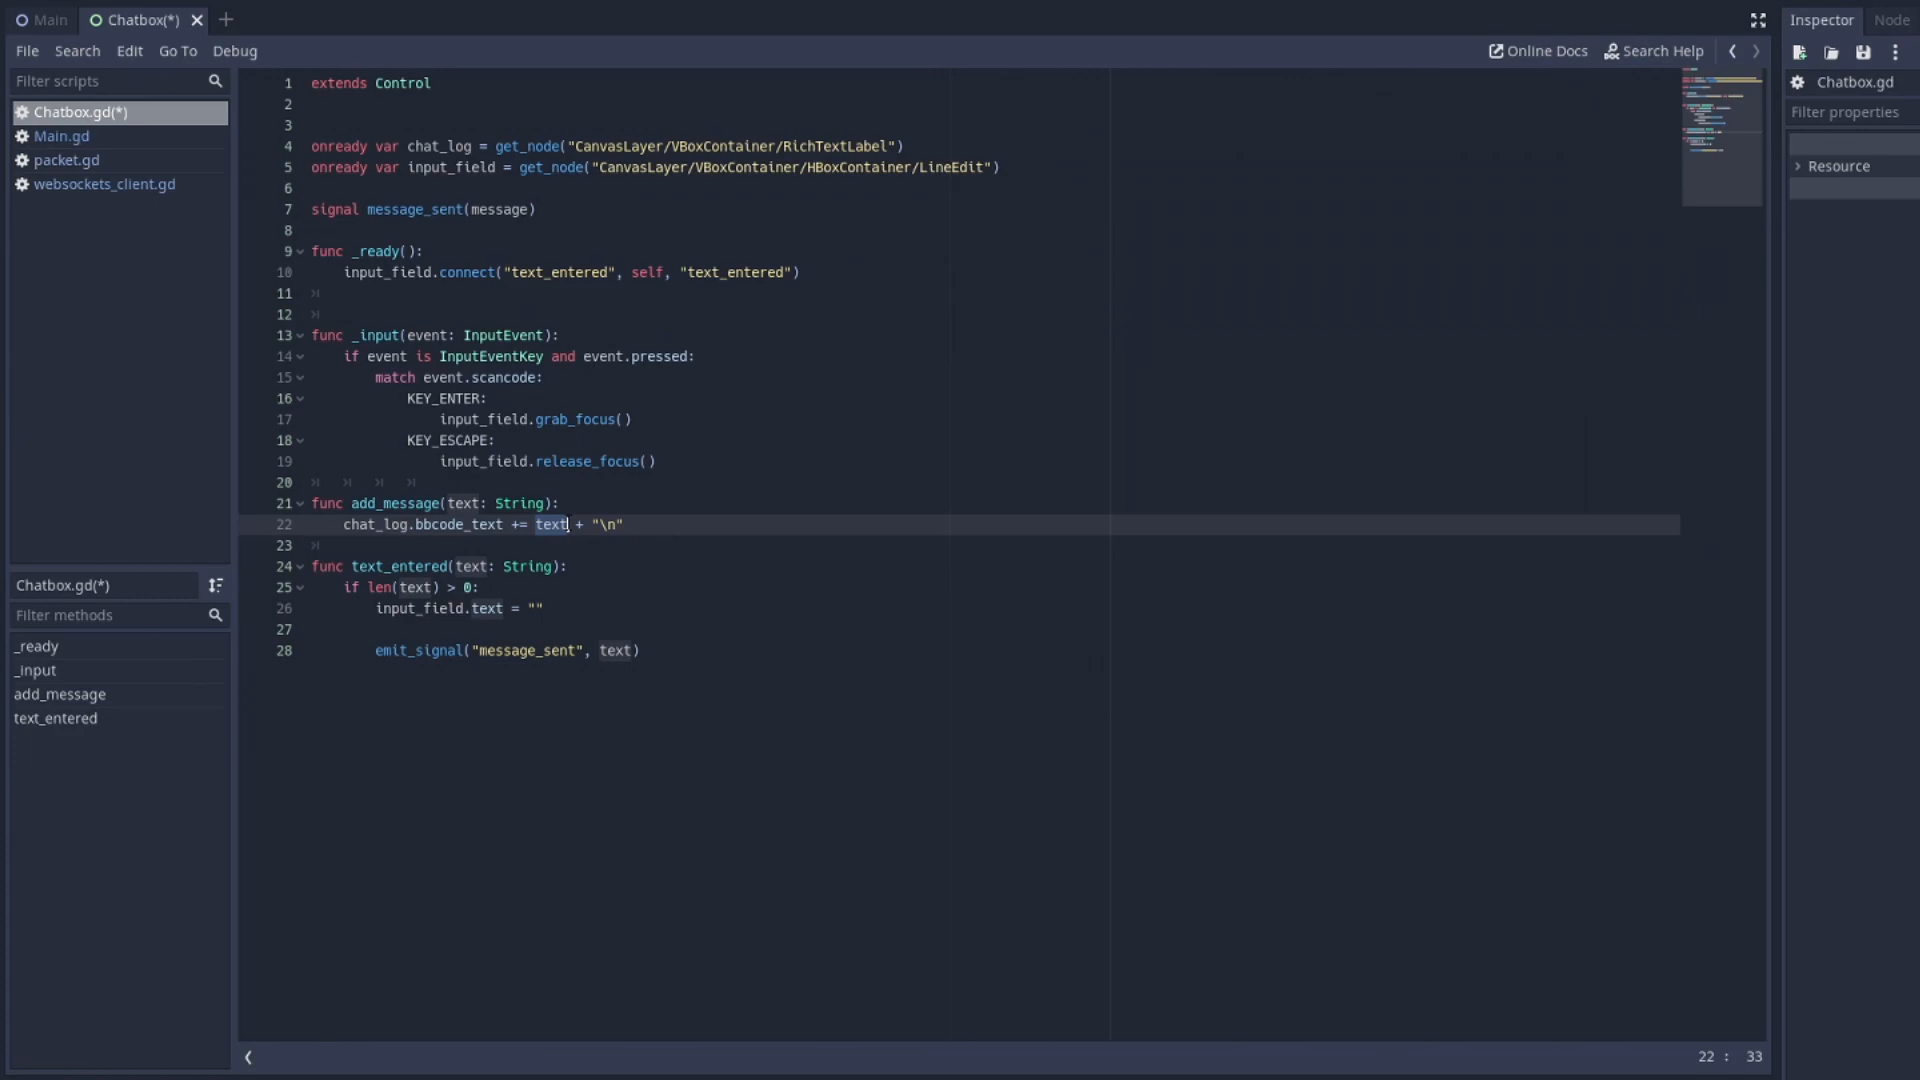 Main
Chatbox(*)
Inspector
Node
File
Search
Edit
Go To
Debug
Online Docs
Search Help
Filter scripts
Chatbox.gd(*)
Main.gd
packet.gd
websockets_client.gd
Chatbox.gd(*)
Filter methods
_ready
_input
add_message
text_entered
1 extends Control
2
3
4 onready var chat_log = get_node("CanvasLayer/VBoxContainer/RichTextLabel")
5 onready var input_field = get_node("CanvasLayer/VBoxContainer/HBoxContainer/LineEdit")
6
7 signal message_sent(message)
8
9 func _ready():
10 input_field.connect("text_entered", self, "text_entered")
11
12
13 func _input(event: InputEvent):
14 if event is InputEventKey and event.pressed:
15 match event.scancode:
16 KEY_ENTER:
17 input_field.grab_focus()
18 KEY_ESCAPE:
19 input_field.release_focus()
20
21 func add_message(text: String):
22 chat_log.bbcode_text += text + "\n"
23
24 func text_entered(text: String):
25 if len(text) > 0:
26 input_field.text = ""
27
28 emit_signal("message_sent", text)
22 : 33
Chatbox.gd
Filter properties
Resource